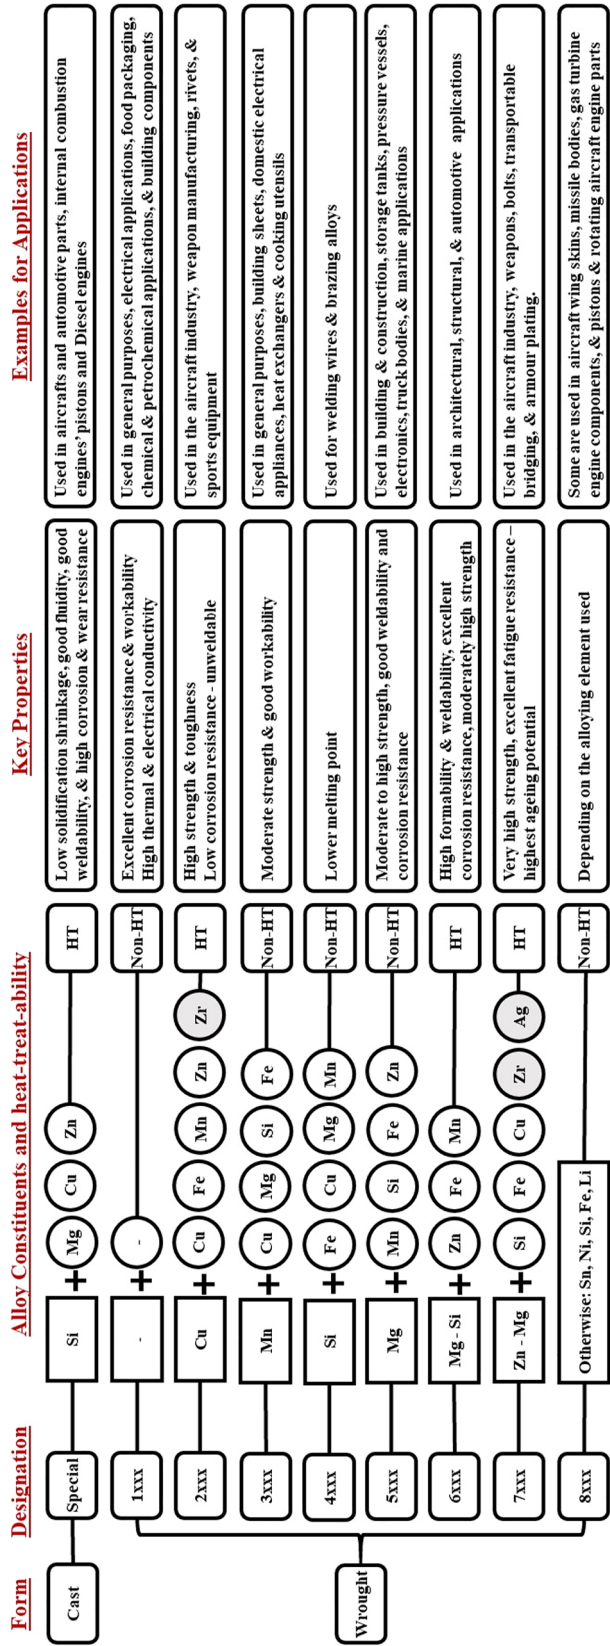 Form
Designation
Alloy Constituents and heat-treat-ability
Key Properties
Examples for Applications
Cast
Special
Si
+
Mg
Cu
Zn
HT
Low solidification shrinkage, good fluidity, good
weldability, & high corrosion & wear resistance
Used in aircrafts and automotive parts, internal combustion
engines' pistons and Diesel engines
Wrought
1xxx
-
+
-
Non-HT
Excellent corrosion resistance & workability
High thermal & electrical conductivity
Used in general purposes, electrical applications, food packaging,
chemical & petrochemical applications, & building components
2xxx
Cu
+
Cu
Fe
Mn
Zn
Zr
HT
High strength & toughness
Low corrosion resistance - unweldable
Used in the aircraft industry, weapon manufacturing, rivets, &
sports equipment
3xxx
Mn
+
Cu
Mg
Si
Fe
Non-HT
Moderate strength & good workability
Used in general purposes, building sheets, domestic electrical
appliances, heat exchangers & cooking utensils
4xxx
Si
+
Fe
Cu
Mg
Mn
Non-HT
Lower melting point
Used for welding wires & brazing alloys
5xxx
Mg
+
Mn
Si
Fe
Zn
Non-HT
Moderate to high strength, good weldability and
corrosion resistance
Used in building & construction, storage tanks, pressure vessels,
electronics, truck bodies, & marine applications
6xxx
Mg - Si
+
Zn
Fe
Mn
HT
High formability & weldability, excellent
corrosion resistance, moderately high strength
Used in architectural, structural, & automotive applications
7xxx
Zn - Mg
+
Si
Fe
Cu
Zr
Ag
HT
Very high strength, excellent fatigue resistance –
highest ageing potential
Used in the aircraft industry, weapons, bolts, transportable
bridging, & armour plating.
8xxx
Otherwise: Sn, Ni, Si, Fe, Li
Non-HT
Depending on the alloying element used
Some are used in aircraft wing skins, missile bodies, gas turbine
engine components, & pistons & rotating aircraft engine parts